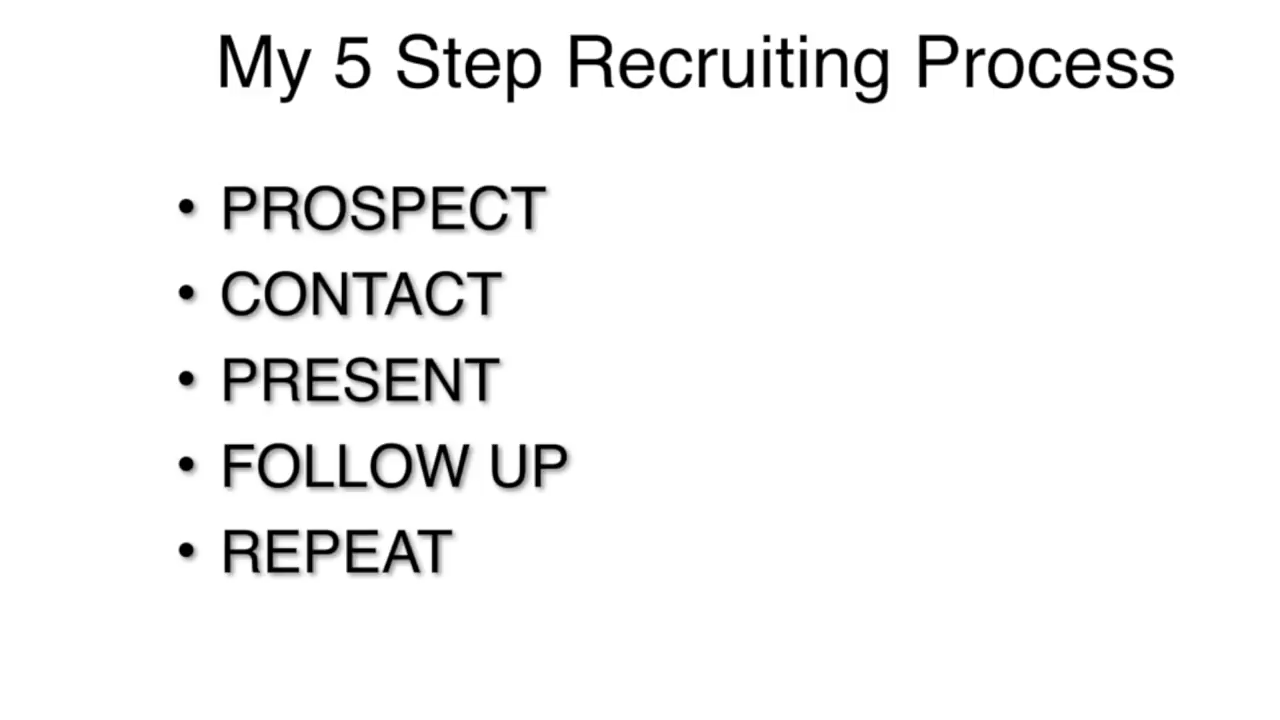 My 5 Step Recruiting Process
• PROSPECT
• CONTACT
• PRESENT
• FOLLOW UP
• REPEAT